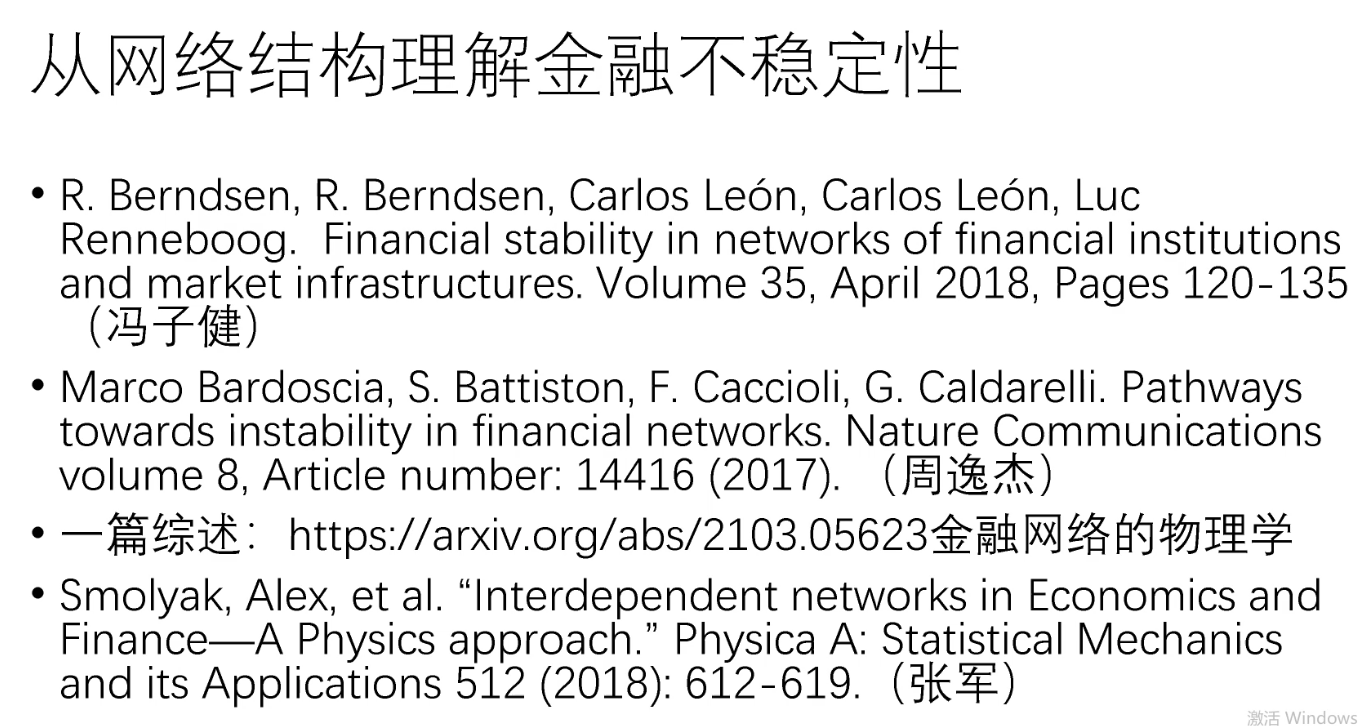 从网络结构理解金融不稳定性
• R. Berndsen, R. Berndsen, Carlos León, Carlos León, Luc
Renneboog. Financial stability in networks of financial institutions
and market infrastructures. Volume 35, April 2018, Pages 120-135
（冯子健）
• Marco Bardoscia, S. Battiston, F. Caccioli, G. Caldarelli. Pathways
towards instability in financial networks. Nature Communications
volume 8, Article number: 14416 (2017). （周逸杰）
• 一篇综述：https://arxiv.org/abs/2103.05623金融网络的物理学
• Smolyak, Alex, et al. “Interdependent networks in Economics and
Finance—A Physics approach.” Physica A: Statistical Mechanics
and its Applications 512 (2018): 612-619.（张军）
激活 Windows